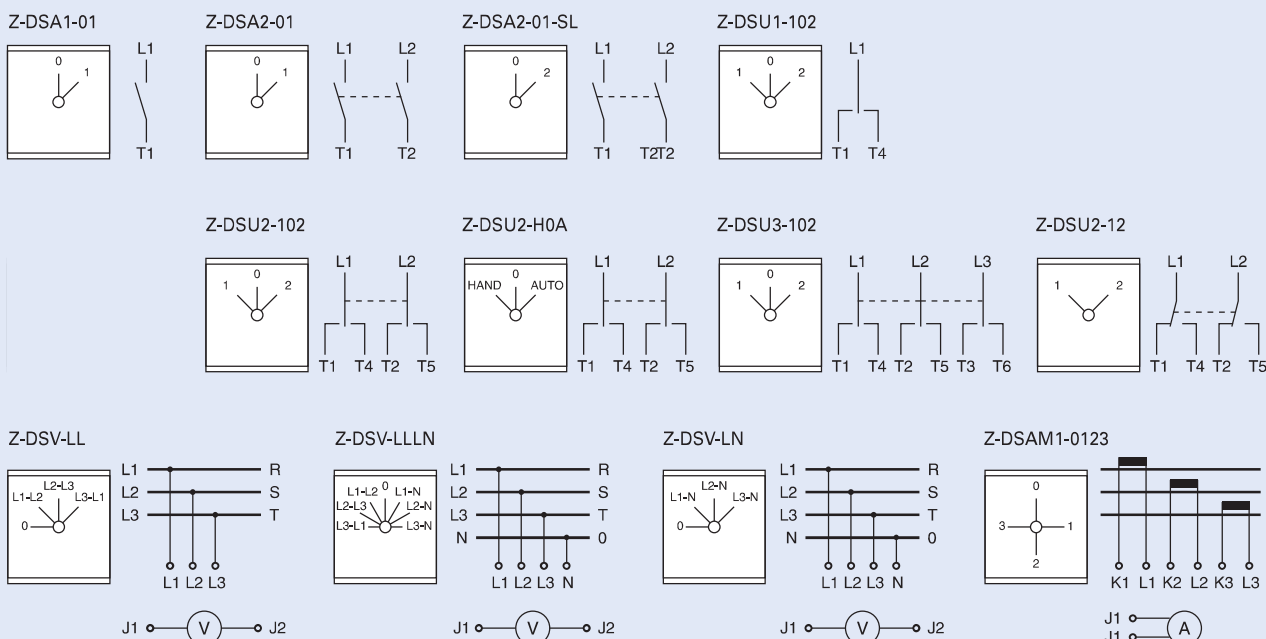 Z-DSA1-01 Z-DSA2-01 Z-DSA2-01-SL Z-DSU1-102
0 1 L1 T1
0 1 L1 L2 T1 T2
0 2 L1 L2 T1 T2T2
1 0 2 L1 T1 T4
Z-DSU2-102 Z-DSU2-H0A Z-DSU3-102 Z-DSU2-12
1 0 2 L1 L2 T1 T4 T2 T5
HAND 0 AUTO L1 L2 T1 T4 T2 T5
1 0 2 L1 L2 L3 T1 T4 T2 T5 T3 T6
1 2 L1 L2 T1 T4 T2 T5
Z-DSV-LL Z-DSV-LLLN Z-DSV-LN Z-DSAM1-0123
0 L1-L2 L2-L3 L3-L1
L1 R
L2 S
L3 T
L1 L2 L3
J1 V J2
L3-L1 L2-L3 L1-L2 0 L1-N L2-N L3-N
L1 R
L2 S
L3 T
N 0
L1 L2 L3 N
J1 V J2
0 L1-N L2-N L3-N
L1 R
L2 S
L3 T
N 0
L1 L2 L3 N
J1 V J2
0 1 2 3
K1 L1 K2 L2 K3 L3
J1 A
J1